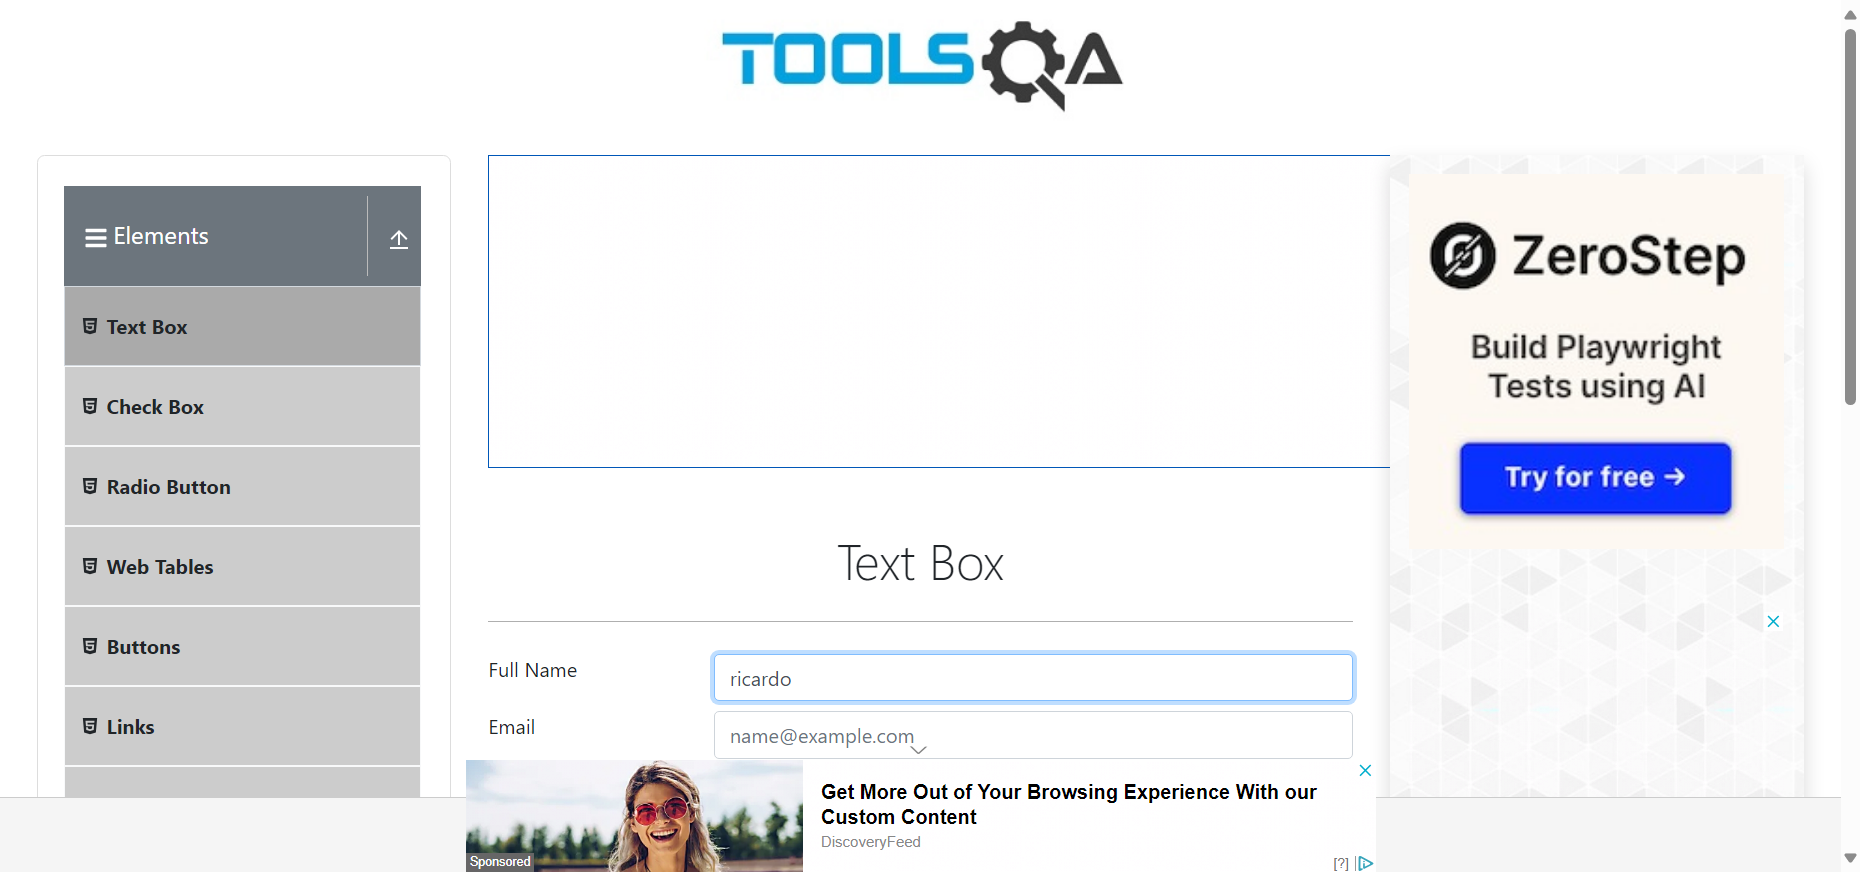 TOOLSQA
Elements
Text Box
Check Box
Radio Button
Web Tables
Buttons
Links
Text Box
Full Name
ricardo
Email
name@example.com
ZeroStep
Build Playwright
Tests using AI
Try for free →
Sponsored
Get More Out of Your Browsing Experience With our
Custom Content
DiscoveryFeed
[?]